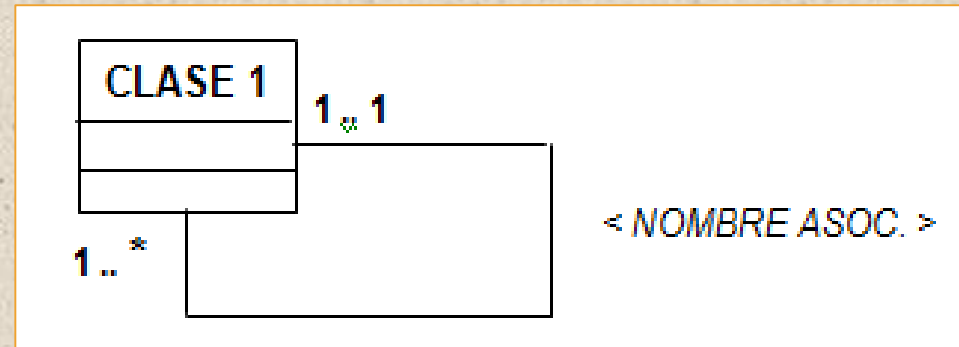 CLASE 1
1 .. 1
< NOMBRE ASOC. >
1 .. *